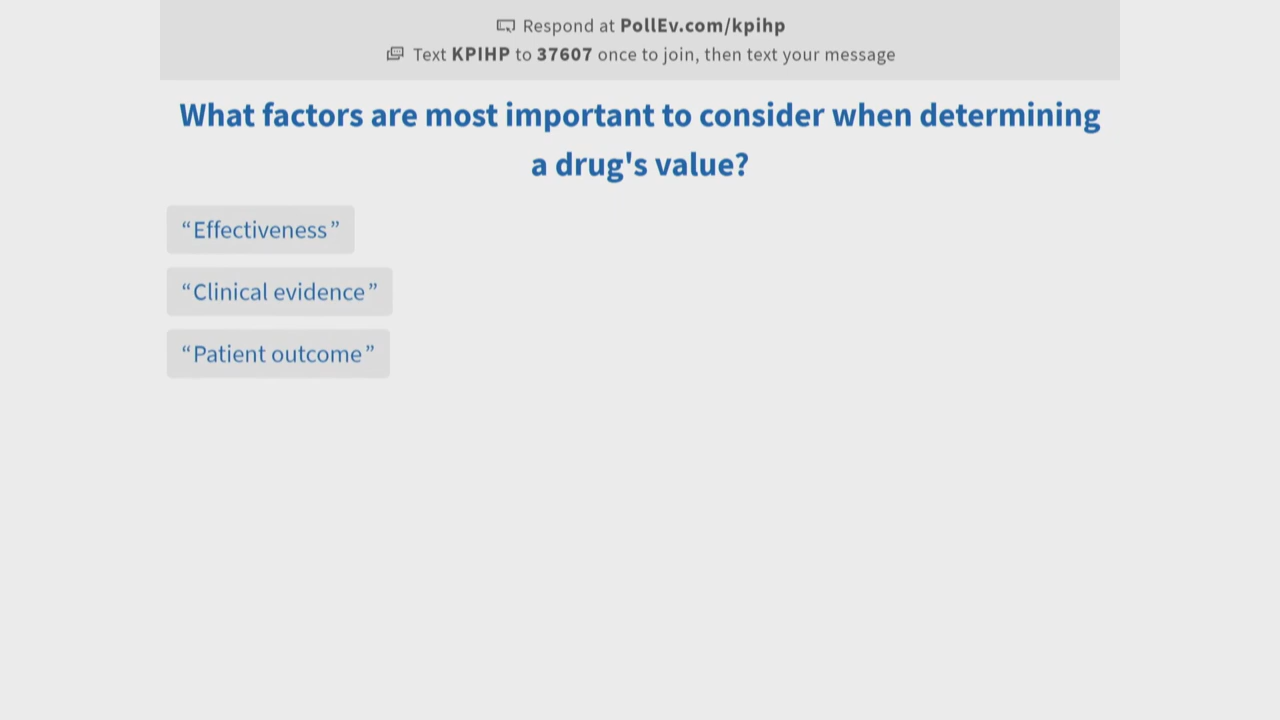 Respond at PollEv.com/kpihp
Text KPIHP to 37607 once to join, then text your message
What factors are most important to consider when determining
a drug's value?
“Effectiveness”
“Clinical evidence”
“Patient outcome”